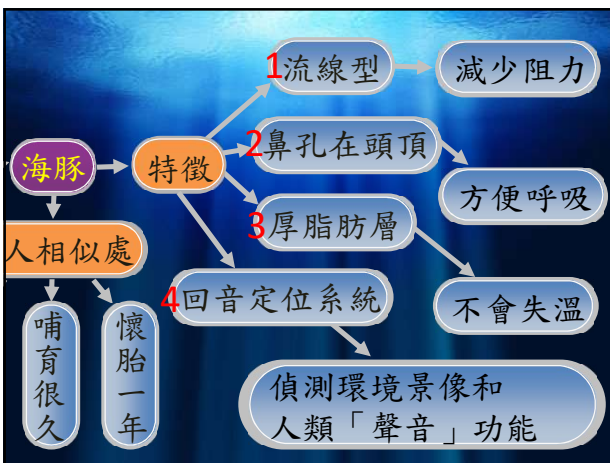 1流線型
減少阻力
2鼻孔在頭頂
海豚
特徵
方便呼吸
3厚脂肪層
人相似處
4回音定位系統
不會失溫
哺育很久
懷胎一年
偵測環境景像和
人類「聲音」功能